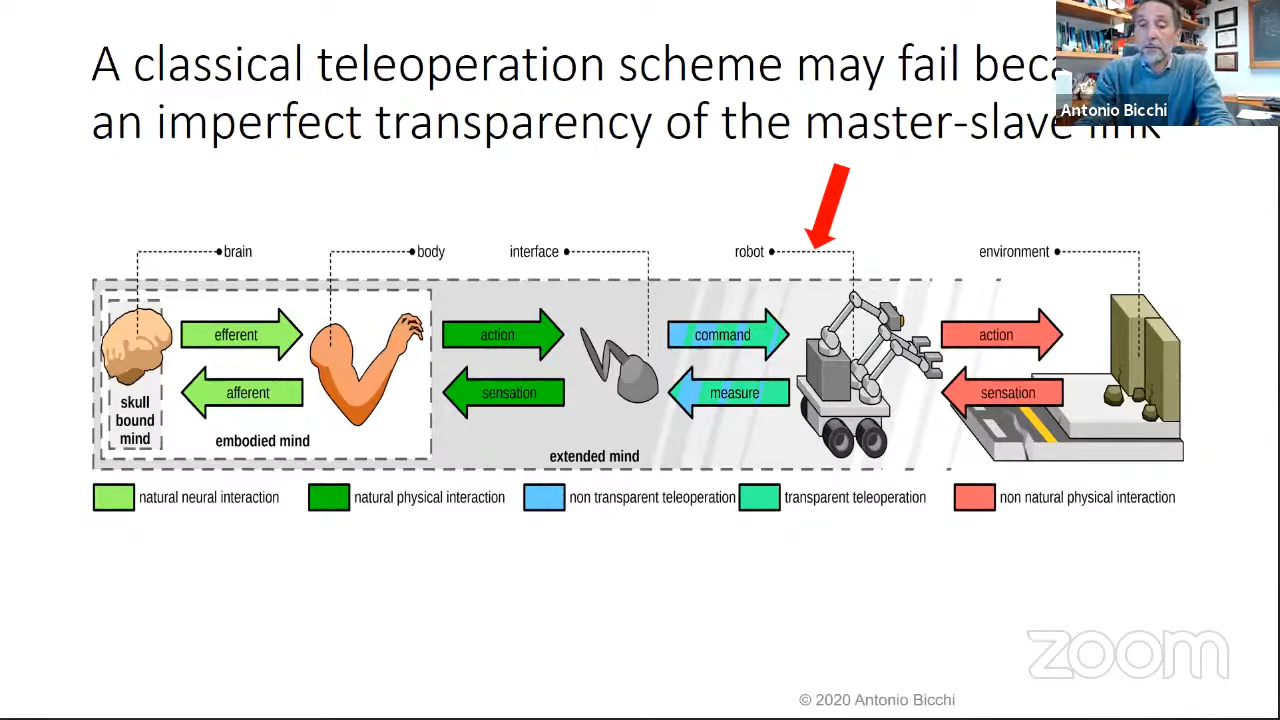 A classical teleoperation scheme may fail
an imperfect transparency of the master-slave link
Antonio Bicchi
brain
body
interface
robot
environment
efferent
action
command
action
afferent
sensation
measure
sensation
skull
bound
mind
embodied mind
extended mind
natural neural interaction
natural physical interaction
non transparent teleoperation
transparent teleoperation
non natural physical interaction
zoom
© 2020 Antonio Bicchi